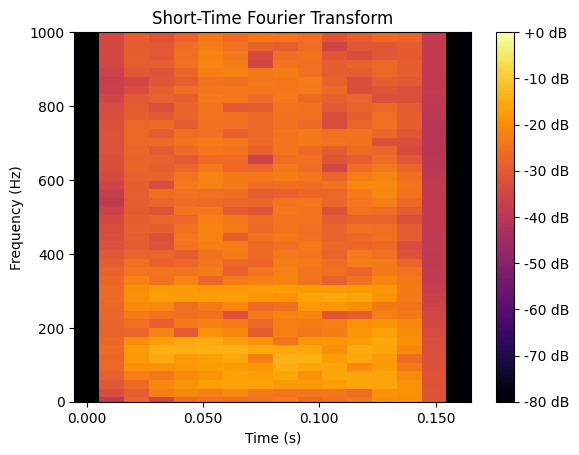 Short-Time Fourier Transform
1000
800
600
400
200
0
Frequency (Hz)
0.000
0.050
0.100
0.150
Time (s)
+0 dB
-10 dB
-20 dB
-30 dB
-40 dB
-50 dB
-60 dB
-70 dB
-80 dB